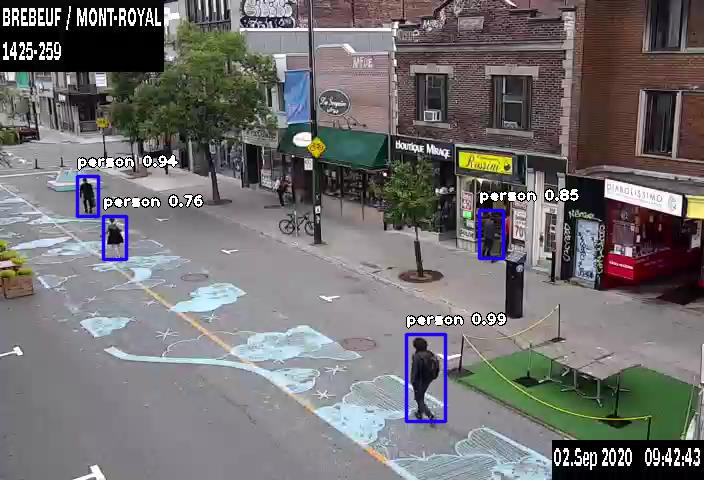 BREBEUF / MONT-ROYAL
1425-259
person 0.94
person 0.76
person 0.85
person 0.99
BOUTIQUE MIRAGE
Rossini
DIABOLISSIMO
02.Sep 2020 09:42:43